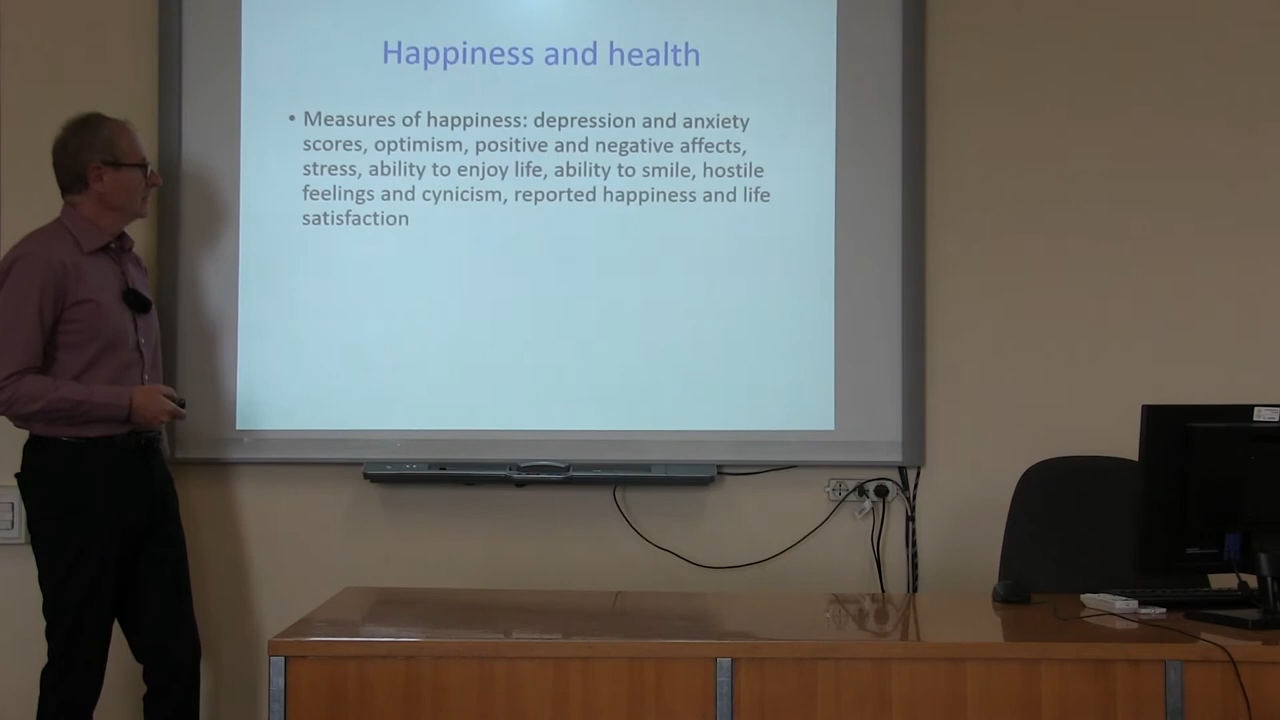 Happiness and health
• Measures of happiness: depression and anxiety
scores, optimism, positive and negative affects,
stress, ability to enjoy life, ability to smile, hostile
feelings and cynicism, reported happiness and life
satisfaction